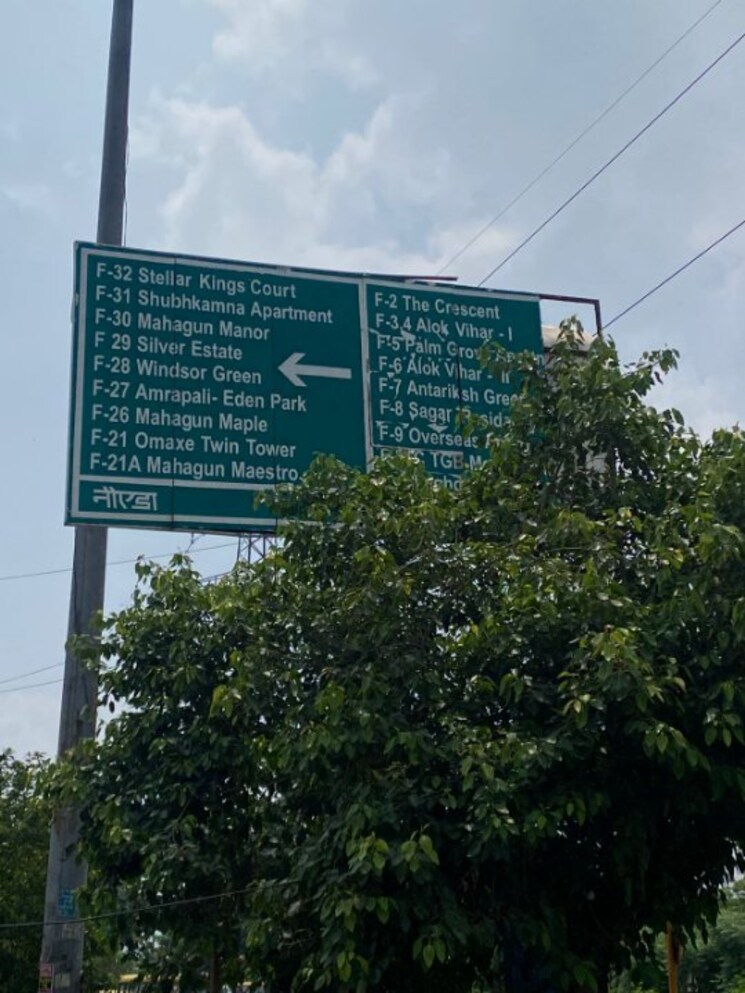 F-32 Stellar Kings Court
F-31 Shubhkamna Apartment
F-30 Mahagun Manor
F 29 Silver Estate
F-28 Windsor Green
F-27 Amrapali- Eden Park
F-26 Mahagun Maple
F-21 Omaxe Twin Tower
F-21A Mahagun Maestro
नौएडा
F-2 The Crescent
F-3,4 Alok Vihar - I
F-5 Palm
F-6 Alok Vihar - II
F-7 Antariksh
F-8 Sagar
F-9 Overseas
TGB